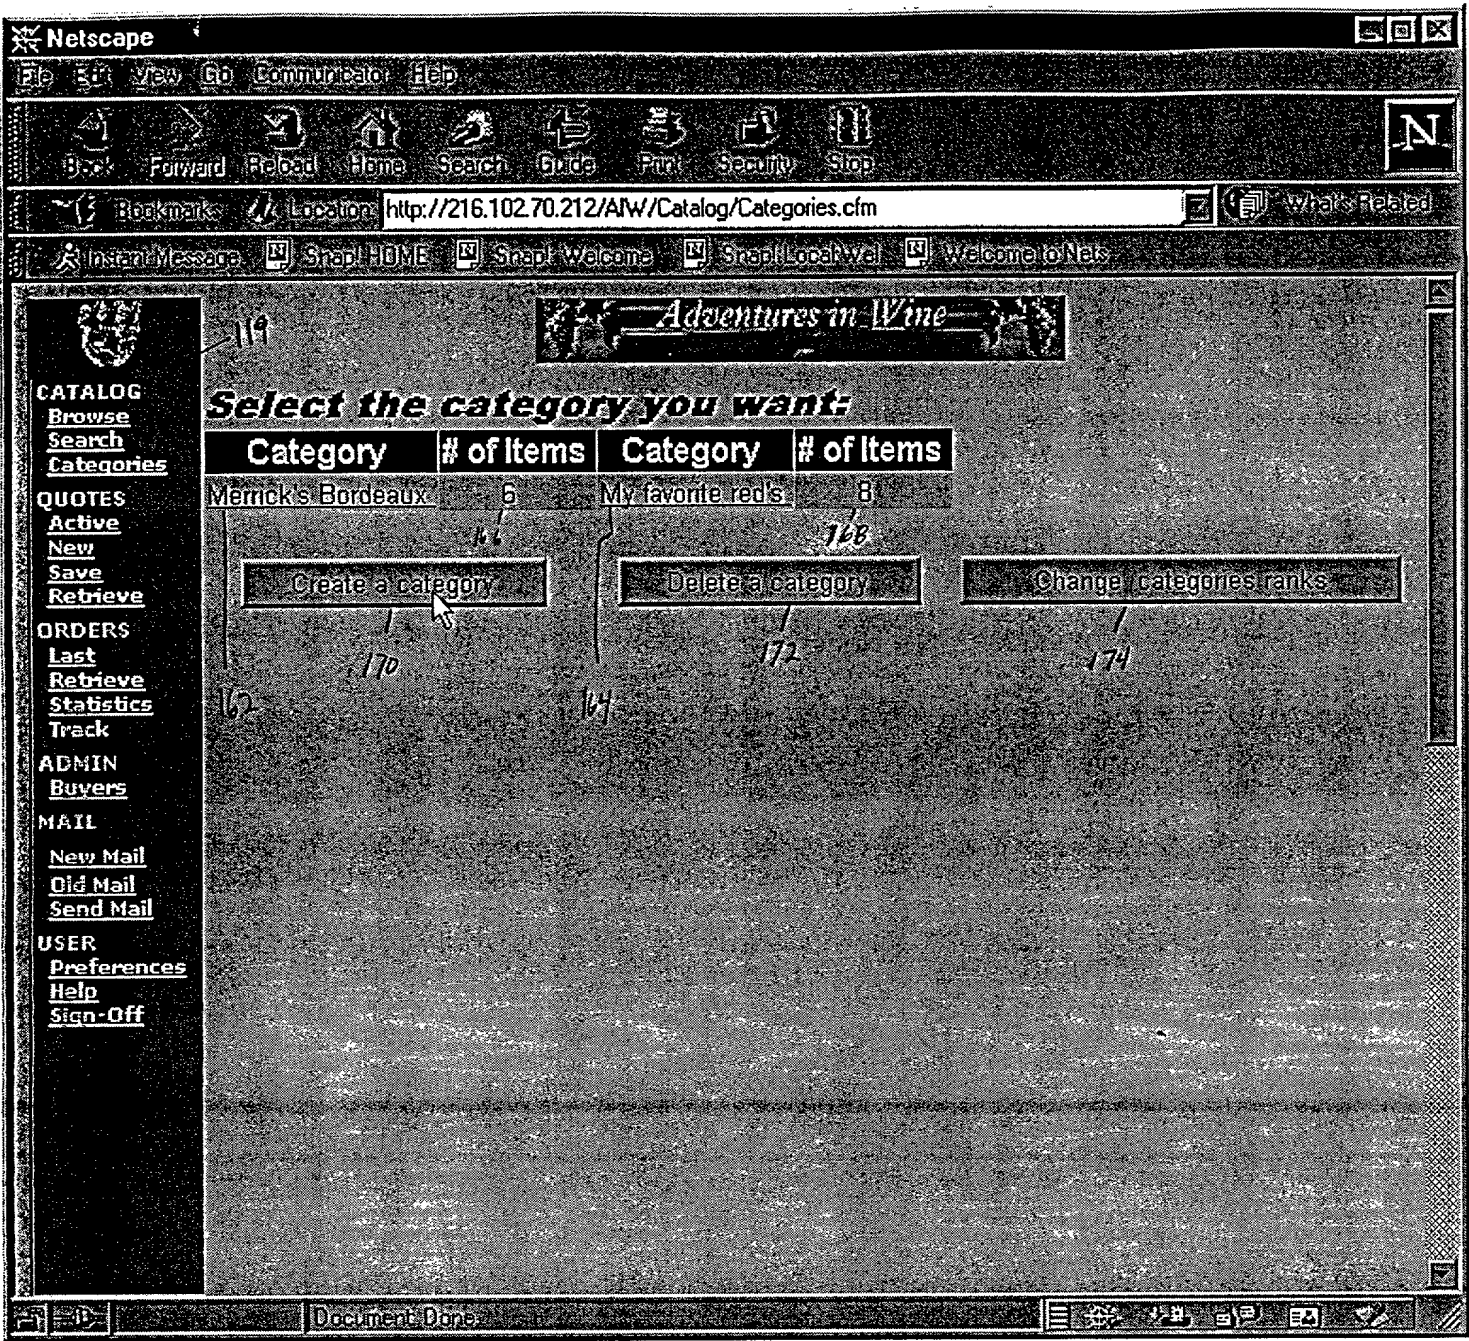 Netscape
File Edit View Go Communicator Help
Back Forward Reload Home Search Guide Print Security Stop
N
Bookmarks Location: http://216.102.70.212/AIW/Catalog/Categories.cfm What's Related
Instant Message Snap! HOME Snap! Welcome Snap! Local Wel Welcome to Nets
Adventures in Wine
119
CATALOG
Browse
Search
Categories
QUOTES
Active
New
Save
Retrieve
ORDERS
Last
Retrieve
Statistics
Track
ADMIN
Buyers
MAIL
New Mail
Old Mail
Send Mail
USER
Preferences
Help
Sign-Off
Select the category you want:
Category # of Items Category # of Items
Merrick's Bordeaux 6 My favorite red's 8
168
Create a category Delete a category Change categories ranks
170 172 174
162 164
Document: Done